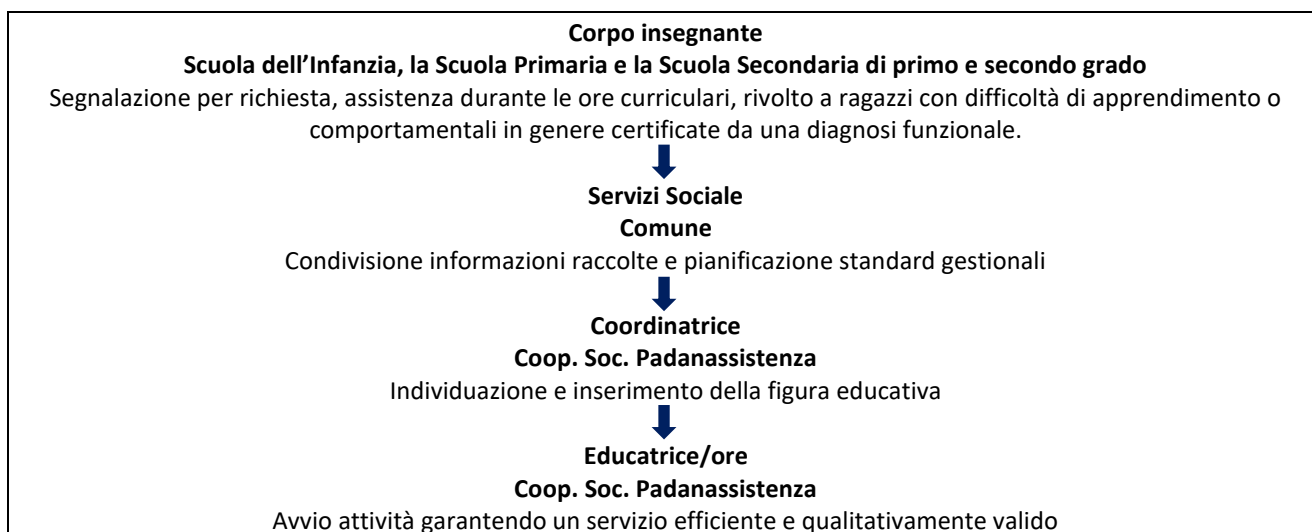 Corpo insegnante
Scuola dell’Infanzia, la Scuola Primaria e la Scuola Secondaria di primo e secondo grado
Segnalazione per richiesta, assistenza durante le ore curriculari, rivolto a ragazzi con difficoltà di apprendimento o
comportamentali in genere certificate da una diagnosi funzionale.
Servizi Sociale
Comune
Condivisione informazioni raccolte e pianificazione standard gestionali
Coordinatrice
Coop. Soc. Padanassistenza
Individuazione e inserimento della figura educativa
Educatrice/ore
Coop. Soc. Padanassistenza
Avvio attività garantendo un servizio efficiente e qualitativamente valido